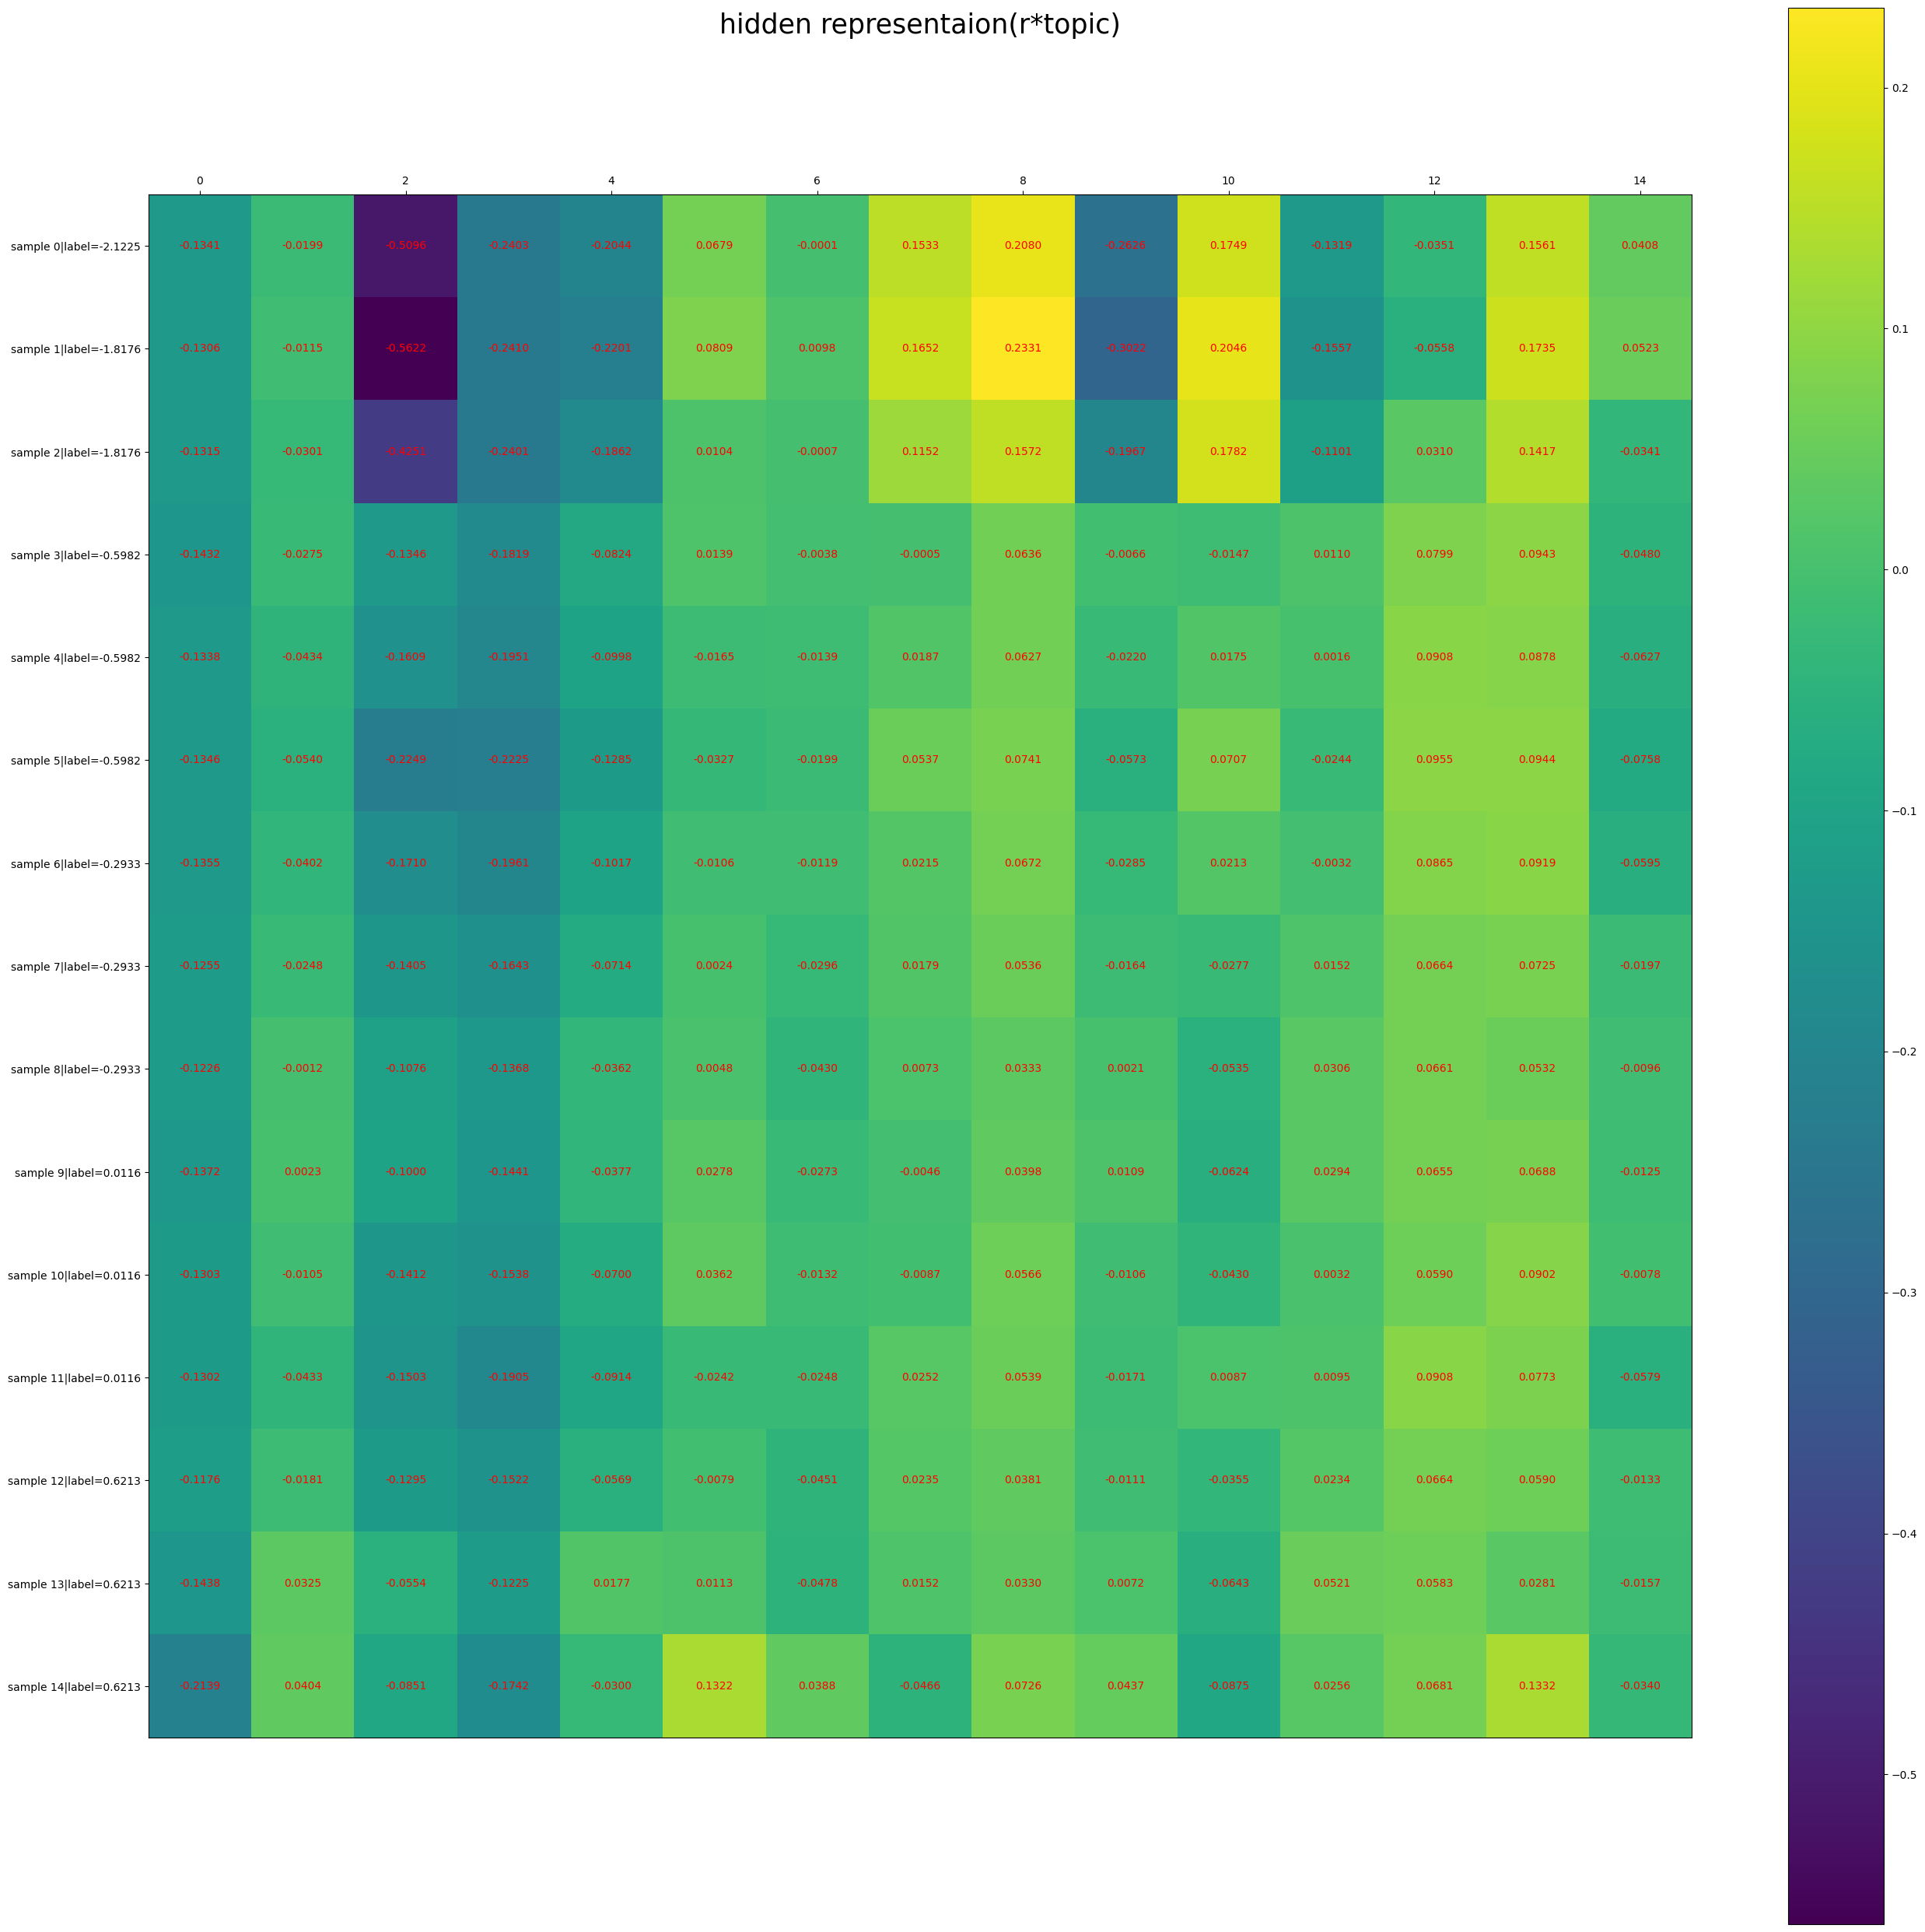 hidden representaion(r*topic)
0 2 4 6 8 10 12 14
sample 0|label=-2.1225 -0.1341 -0.0199 -0.5096 -0.2403 -0.2044 0.0679 -0.0001 0.1533 0.2080 -0.2626 0.1749 -0.1319 -0.0351 0.1561 0.0408
sample 1|label=-1.8176 -0.1306 -0.0115 -0.5622 -0.2410 -0.2201 0.0809 0.0098 0.1652 0.2331 -0.3022 0.2046 -0.1557 -0.0558 0.1735 0.0523
sample 2|label=-1.8176 -0.1315 -0.0301 -0.2401 -0.1862 0.0104 -0.0007 0.1152 0.1572 -0.1967 0.1782 -0.1101 0.0310 0.1417 -0.0341
sample 3|label=-0.5982 -0.1432 -0.0275 -0.1346 -0.1819 -0.0824 0.0139 -0.0038 -0.0005 0.0636 -0.0066 -0.0147 0.0110 0.0799 0.0943 -0.0480
sample 4|label=-0.5982 -0.1338 -0.0434 -0.1609 -0.1951 -0.0998 -0.0165 -0.0139 0.0187 0.0627 -0.0220 0.0175 0.0016 0.0908 0.0878 -0.0627
sample 5|label=-0.5982 -0.1346 -0.0540 -0.2249 -0.2225 -0.1285 -0.0327 -0.0199 0.0537 0.0741 -0.0573 0.0707 -0.0244 0.0955 0.0944 -0.0758
sample 6|label=-0.2933 -0.1355 -0.0402 -0.1710 -0.1961 -0.1017 -0.0106 -0.0119 0.0215 0.0672 -0.0285 0.0213 -0.0032 0.0865 0.0919 -0.0595
sample 7|label=-0.2933 -0.1255 -0.0248 -0.1405 -0.1643 -0.0714 0.0024 -0.0296 0.0179 0.0536 -0.0164 -0.0277 0.0152 0.0664 0.0725 -0.0197
sample 8|label=-0.2933 -0.1226 -0.0012 -0.1076 -0.1368 -0.0362 0.0048 -0.0430 0.0073 0.0333 0.0021 -0.0535 0.0306 0.0661 0.0532 -0.0096
sample 9|label=0.0116 -0.1372 0.0023 -0.1000 -0.1441 -0.0377 0.0278 -0.0273 -0.0046 0.0398 0.0109 -0.0624 0.0294 0.0655 0.0688 -0.0125
sample 10|label=0.0116 -0.1303 -0.0105 -0.1412 -0.1538 -0.0700 0.0362 -0.0132 -0.0087 0.0566 -0.0106 -0.0430 0.0032 0.0590 0.0902 -0.0078
sample 11|label=0.0116 -0.1302 -0.0433 -0.1503 -0.1905 -0.0914 -0.0242 -0.0248 0.0252 0.0539 -0.0171 0.0087 0.0095 0.0908 0.0773 -0.0579
sample 12|label=0.6213 -0.1176 -0.0181 -0.1295 -0.1522 -0.0569 -0.0079 -0.0451 0.0235 0.0381 -0.0111 -0.0355 0.0234 0.0664 0.0590 -0.0133
sample 13|label=0.6213 -0.1438 0.0325 -0.0554 -0.1225 0.0177 0.0113 -0.0478 0.0152 0.0330 0.0072 -0.0643 0.0521 0.0583 0.0281 -0.0157
sample 14|label=0.6213 -0.2139 0.0404 -0.0851 -0.1742 -0.0300 0.1322 0.0388 -0.0466 0.0726 0.0437 -0.0875 0.0256 0.0681 0.1332 -0.0340
0.2
0.1
0.0
−0.1
−0.2
−0.3
−0.4
−0.5